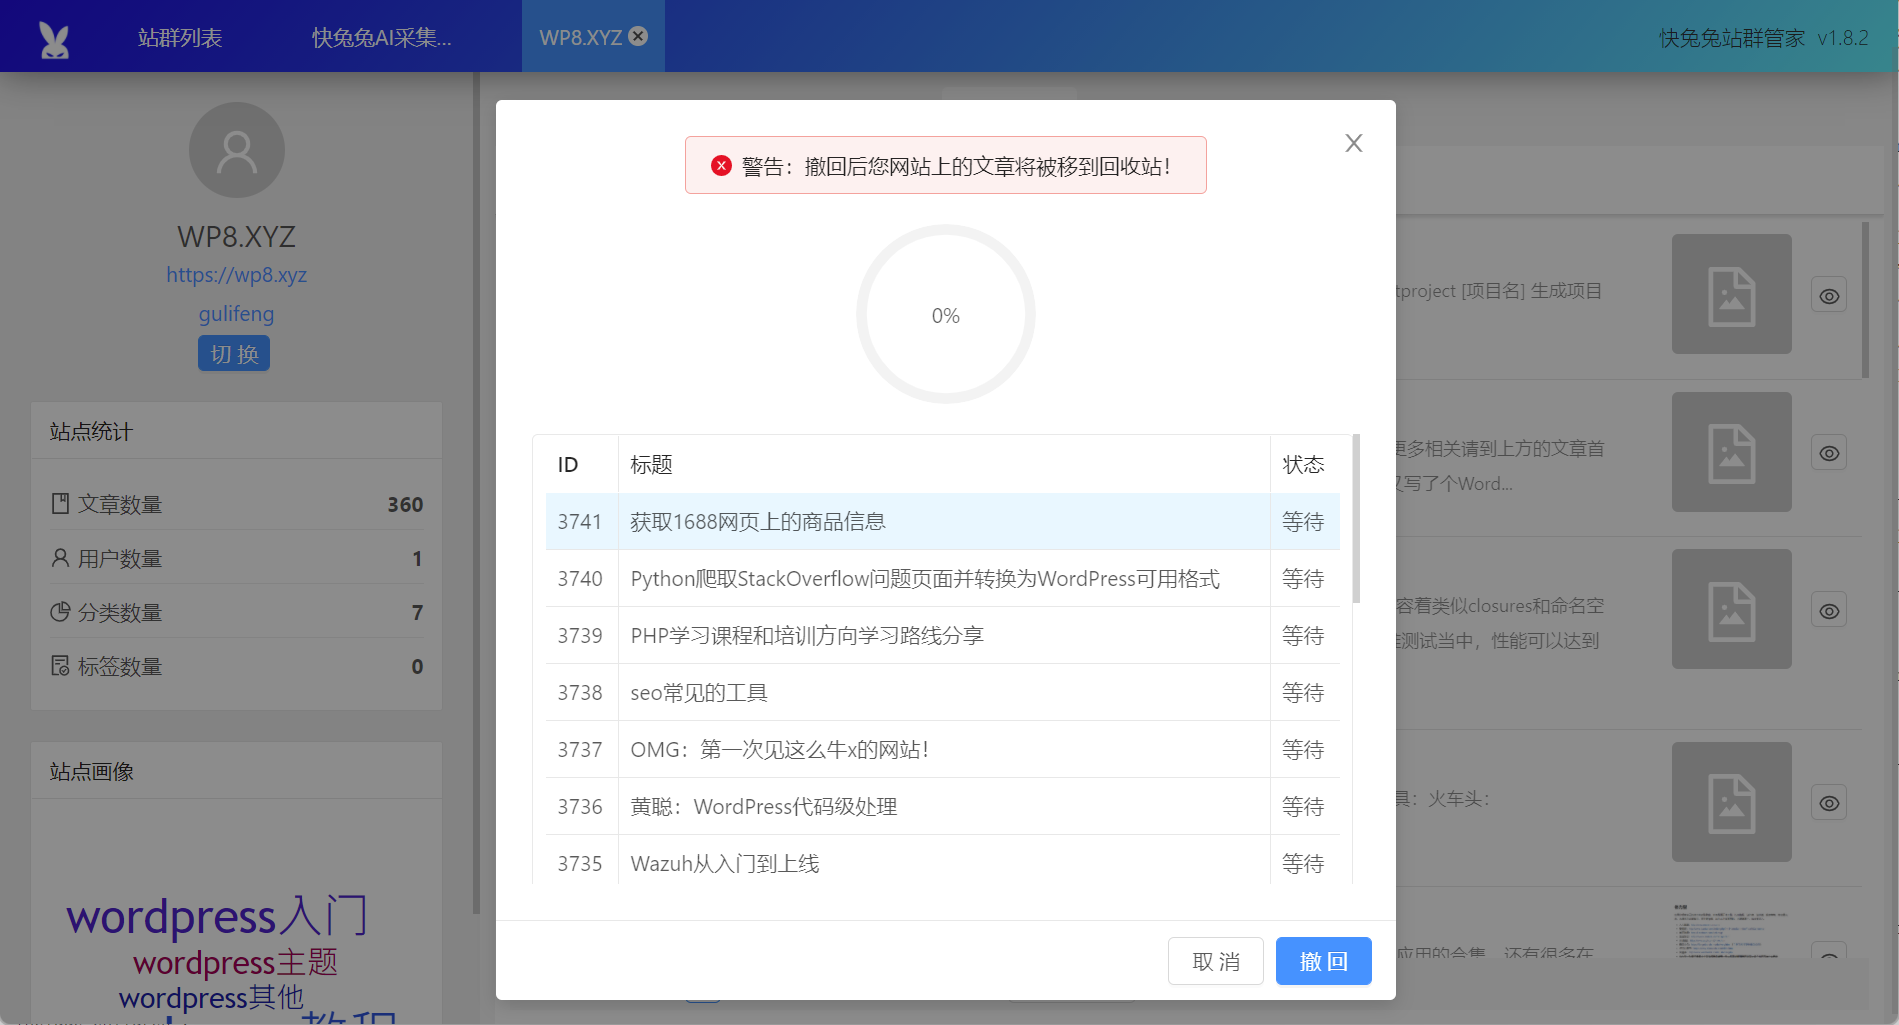 站群列表
快兔兔AI采集...
WP8.XYZ
快兔兔站群管家 v1.8.2
WP8.XYZ
https://wp8.xyz
gulifeng
切 换
站点统计
文章数量 360
用户数量 1
分类数量 7
标签数量 0
站点画像
wordpress入门
wordpress主题
wordpress其他
警告：撤回后您网站上的文章将被移到回收站！
0%
ID 标题 状态
3741 获取1688网页上的商品信息 等待
3740 Python爬取StackOverflow问题页面并转换为WordPress可用格式 等待
3739 PHP学习课程和培训方向学习路线分享 等待
3738 seo常见的工具 等待
3737 OMG：第一次见这么牛x的网站！ 等待
3736 黄聪：WordPress代码级处理 等待
3735 Wazuh从入门到上线 等待
取 消
撤 回
tproject [项目名] 生成项目
更多相关请到上方的文章首
写了个Word...
容着类似closures和命名空
测试当中，性能可以达到
具：火车头：
应用的合集，还有很多在